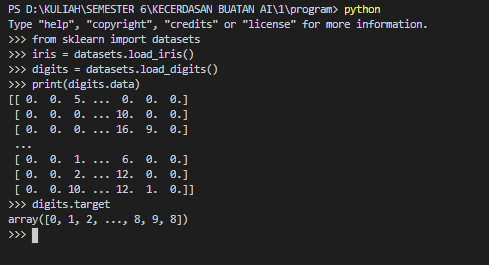 PS D:\KULIAH\SEMESTER 6\KECERDASAN BUATAN AI\1\program> python
Type "help", "copyright", "credits" or "license" for more information.
>>> from sklearn import datasets
>>> iris = datasets.load_iris()
>>> digits = datasets.load_digits()
>>> print(digits.data)
[[ 0.  0.  5. ...  0.  0.  0.]
 [ 0.  0.  0. ... 10.  0.  0.]
 [ 0.  0.  0. ... 16.  9.  0.]
 ...
 [ 0.  0.  1. ...  6.  0.  0.]
 [ 0.  0.  2. ... 12.  0.  0.]
 [ 0.  0. 10. ... 12.  1.  0.]]
>>> digits.target
array([0, 1, 2, ..., 8, 9, 8])
>>>